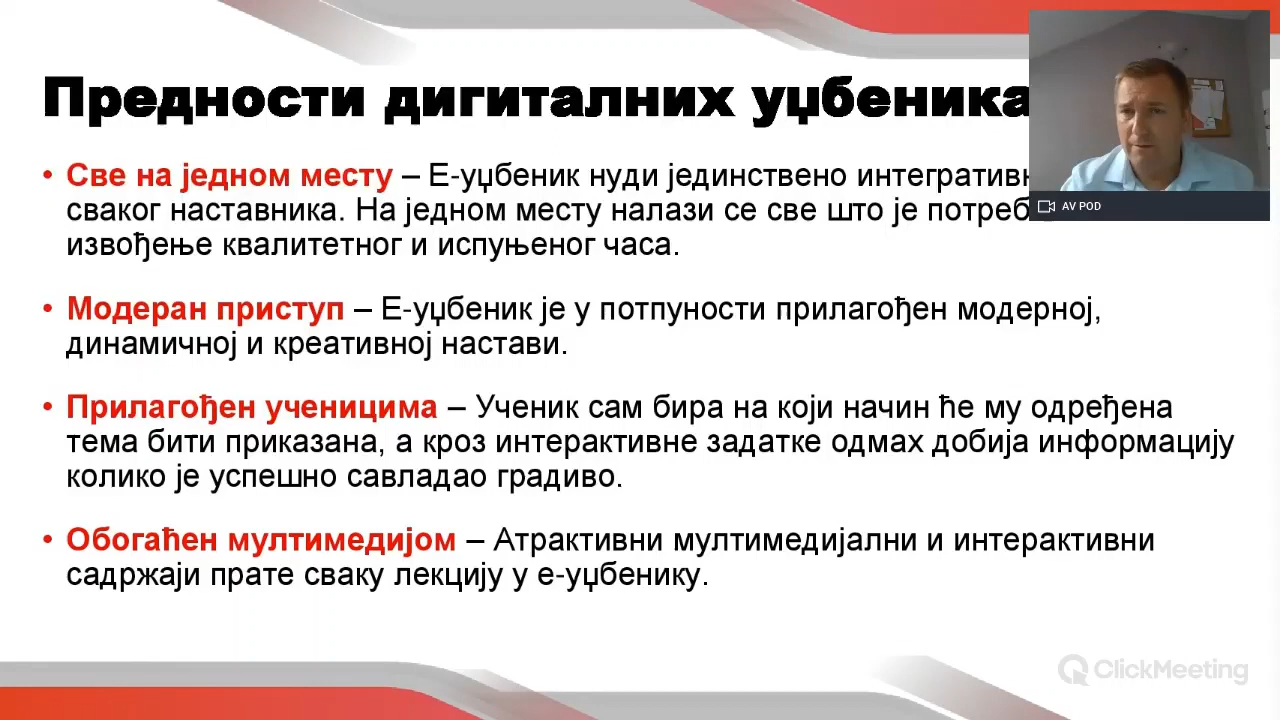 Предности дигиталних уџбеника
• Све на једном месту – Е-уџбеник нуди јединствено
сваког наставника. На једном месту налази се све што је
извођење квалитетног и испуњеног часа.
• Модеран приступ – Е-уџбеник је у потпуности прилагођен модерној,
динамичној и креативној настави.
• Прилагођен ученицима – Ученик сам бира на који начин ће му одређена
тема бити приказана, а кроз интерактивне задатке одмах добија информацију
колико је успешно савладао градиво.
• Обогаћен мултимедијом – Атрактивни мултимедијални и интерактивни
садржаји прате сваку лекцију у е-уџбенику.
AV POD
ClickMeeting